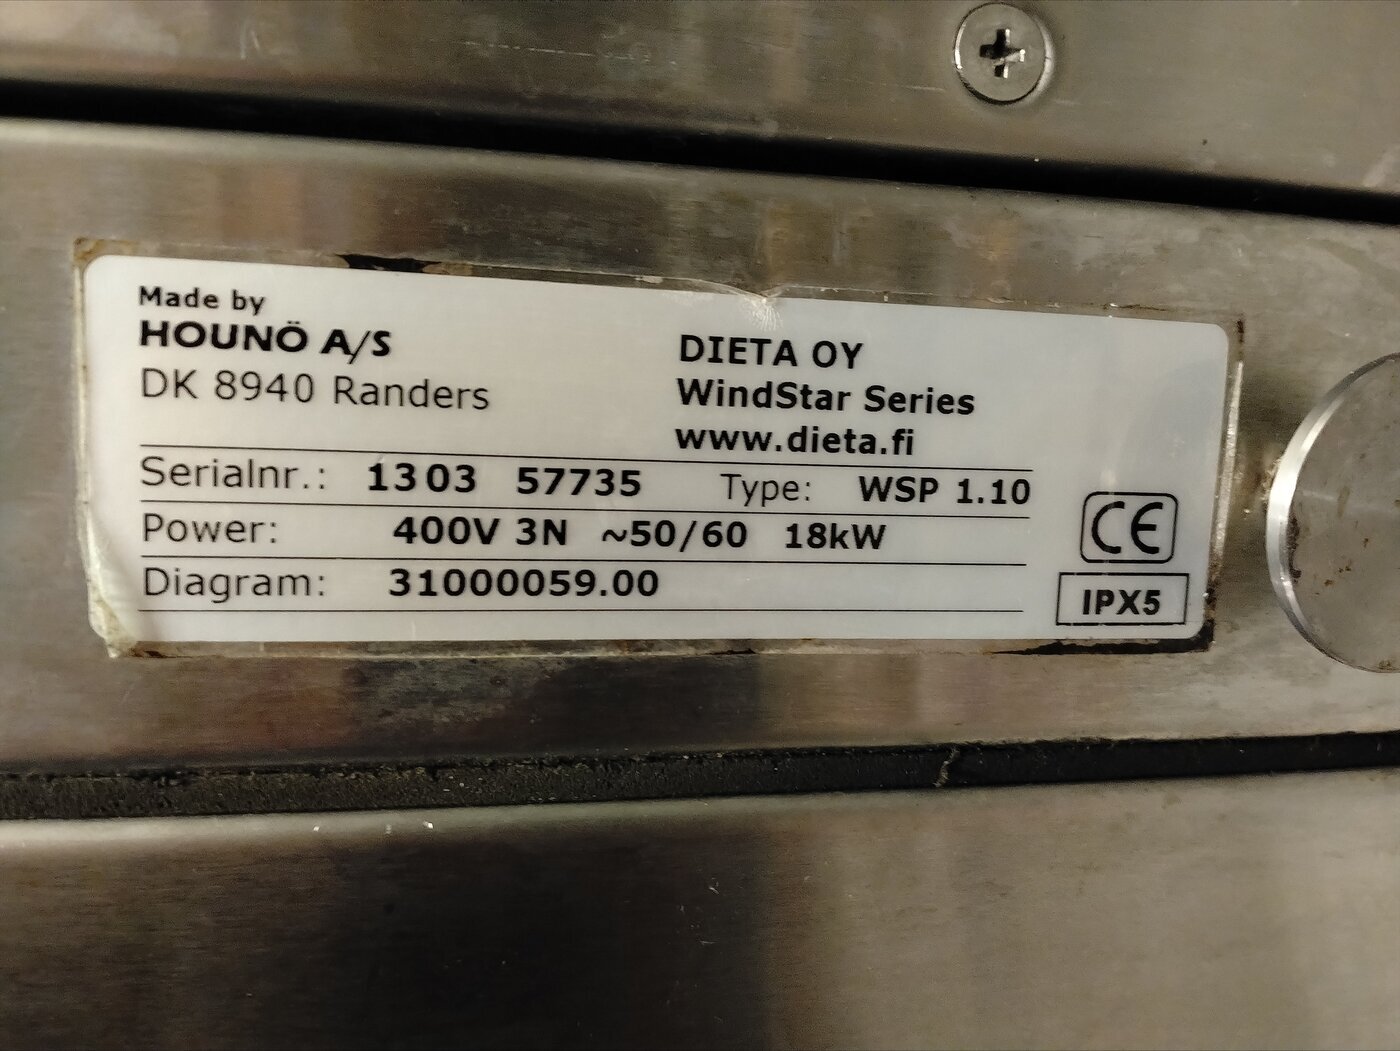 Made by
HOUNÖ A/S
DK 8940 Randers
DIETA OY
WindStar Series
www.dieta.fi
Serialnr.: 1303 57735 Type: WSP 1.10
Power: 400V 3N ~50/60 18kW
Diagram: 31000059.00
CE
IPX5